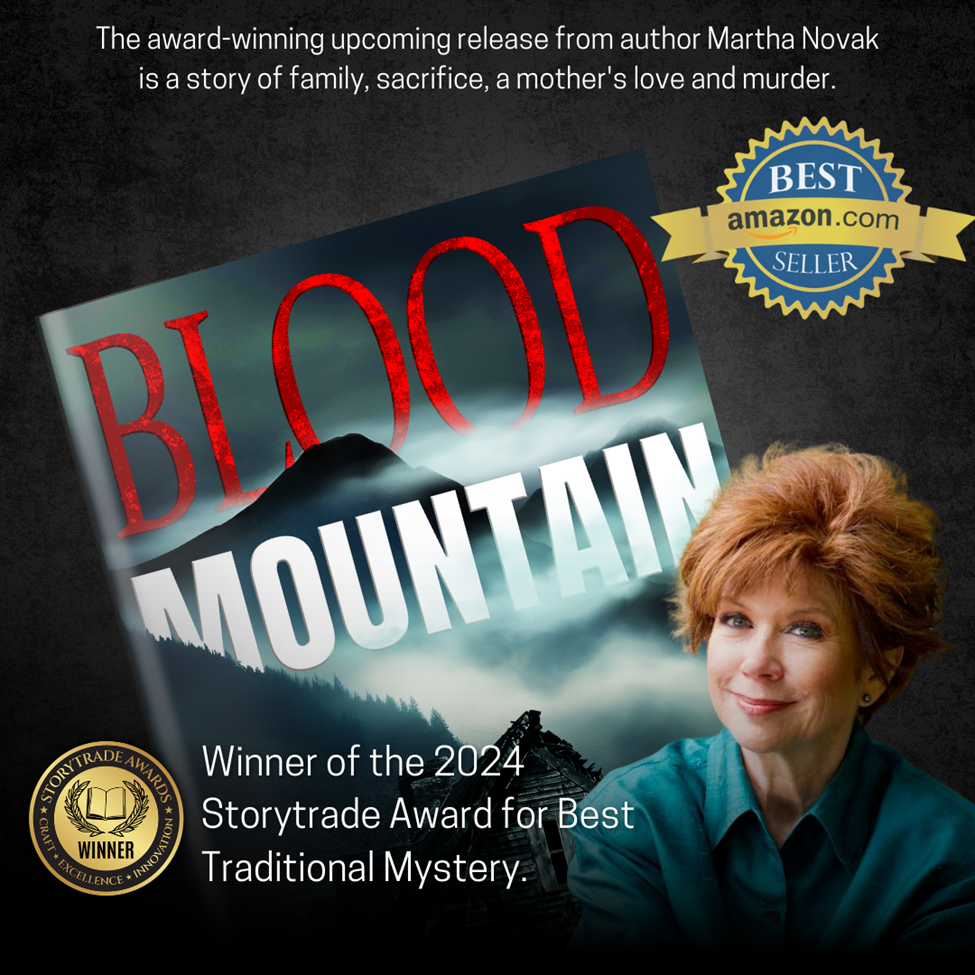 The award-winning upcoming release from author Martha Novak
is a story of family, sacrifice, a mother's love and murder.
BEST
amazon.com
SELLER
BLOOD
MOUNTAIN
Winner of the 2024
Storytrade Award for Best
Traditional Mystery.
STORYTRADE AWARDS
WINNER
CRAFT ★ EXCELLENCE ★ INNOVATION